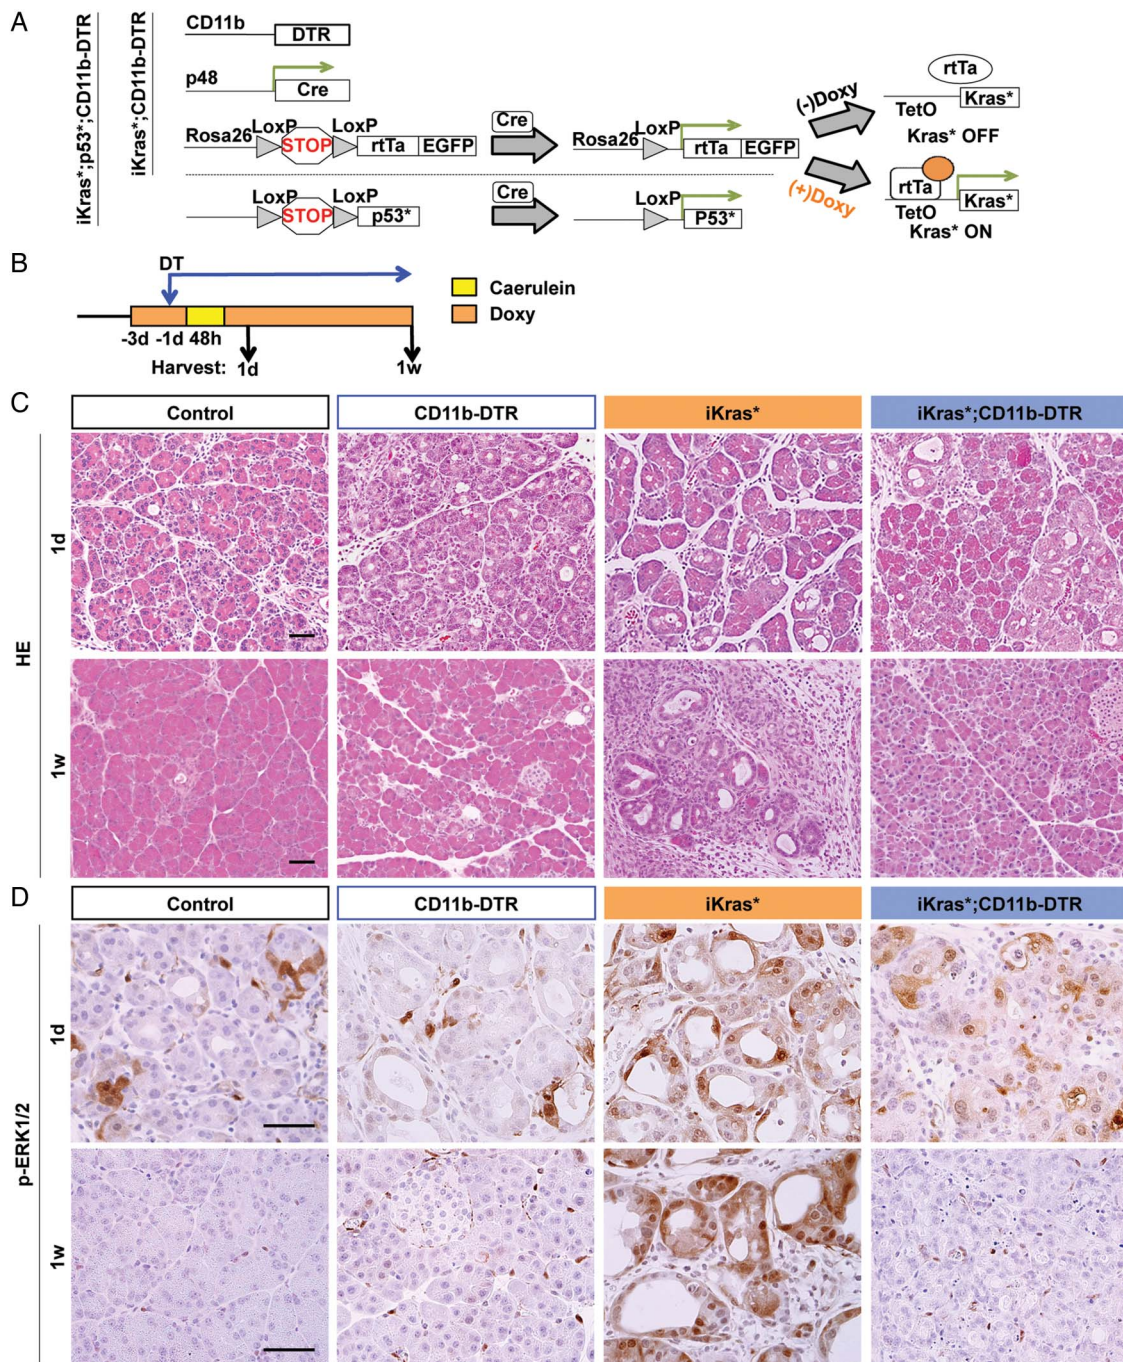 A
iKras*;p53*;CD11b-DTR
iKras*;CD11b-DTR
CD11b
DTR
p48
Cre
Rosa26
LoxP
STOP
LoxP
rtTa
EGFP
Cre
Rosa26
LoxP
rtTa
EGFP
(-)Doxy
rtTa
TetO
Kras*
Kras* OFF
LoxP
STOP
LoxP
p53*
Cre
LoxP
P53*
(+)Doxy
rtTa
TetO
Kras*
Kras* ON
B
DT
-3d -1d 48h
Harvest: 1d 1w
Caerulein
Doxy
C
Control CD11b-DTR iKras* iKras*;CD11b-DTR
HE
1d
1w
D
Control CD11b-DTR iKras* iKras*;CD11b-DTR
p-ERK1/2
1d
1w